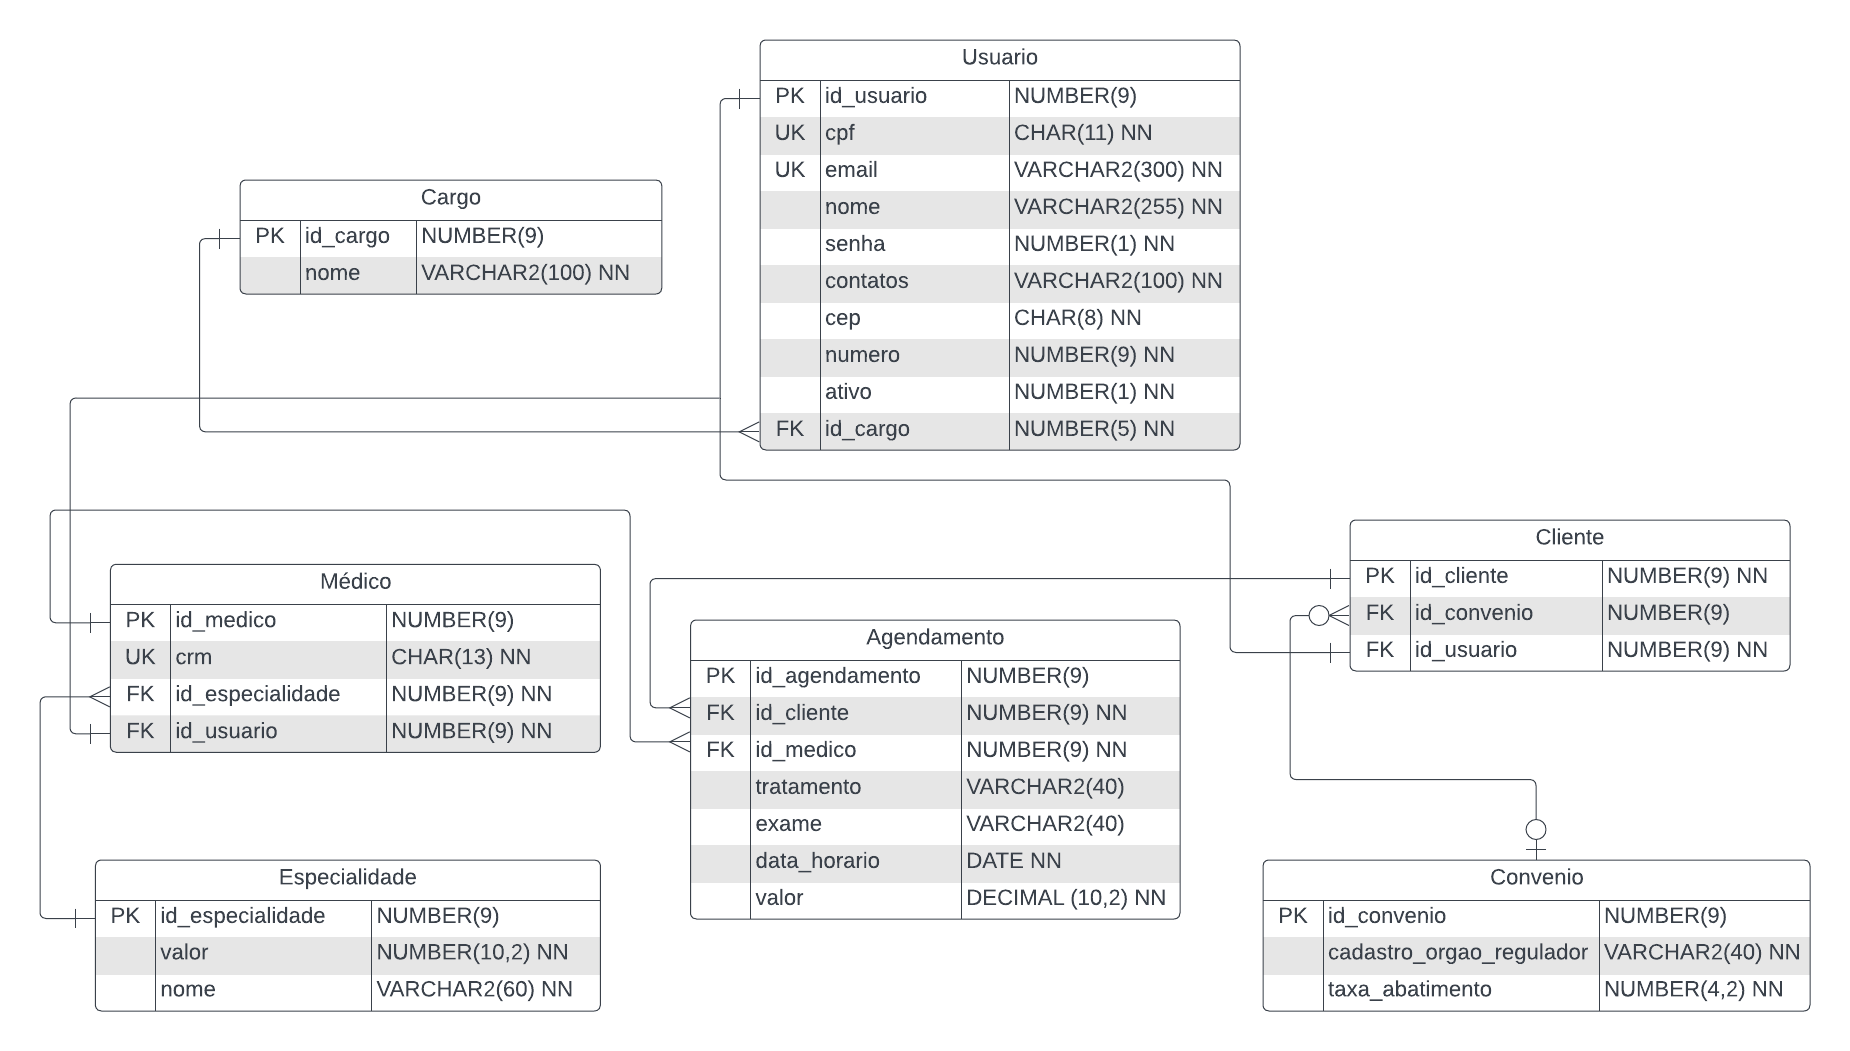 Usuario
PK id_usuario NUMBER(9)
UK cpf CHAR(11) NN
UK email VARCHAR2(300) NN
nome VARCHAR2(255) NN
senha NUMBER(1) NN
contatos VARCHAR2(100) NN
cep CHAR(8) NN
numero NUMBER(9) NN
ativo NUMBER(1) NN
FK id_cargo NUMBER(5) NN
Cargo
PK id_cargo NUMBER(9)
nome VARCHAR2(100) NN
Médico
PK id_medico NUMBER(9)
UK crm CHAR(13) NN
FK id_especialidade NUMBER(9) NN
FK id_usuario NUMBER(9) NN
Agendamento
PK id_agendamento NUMBER(9)
FK id_cliente NUMBER(9) NN
FK id_medico NUMBER(9) NN
tratamento VARCHAR2(40)
exame VARCHAR2(40)
data_horario DATE NN
valor DECIMAL (10,2) NN
Cliente
PK id_cliente NUMBER(9) NN
FK id_convenio NUMBER(9)
FK id_usuario NUMBER(9) NN
Especialidade
PK id_especialidade NUMBER(9)
valor NUMBER(10,2) NN
nome VARCHAR2(60) NN
Convenio
PK id_convenio NUMBER(9)
cadastro_orgao_regulador VARCHAR2(40) NN
taxa_abatimento NUMBER(4,2) NN